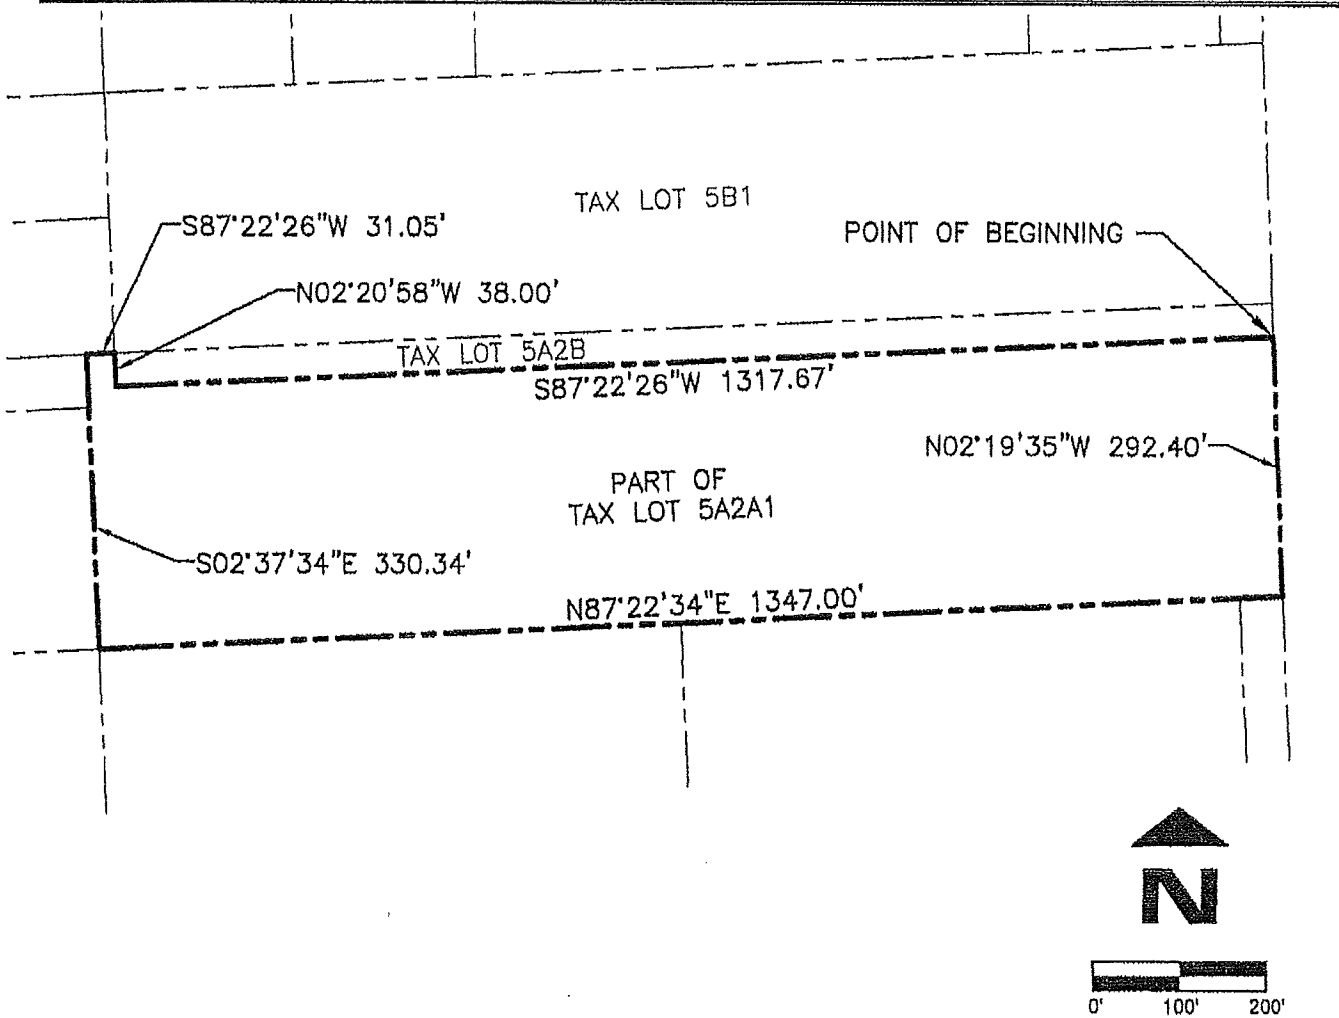 TAX LOT 5B1
S87°22'26"W 31.05'
POINT OF BEGINNING
N02°20'58"W 38.00'
TAX LOT 5A2B
S87°22'26"W 1317.67'
N02°19'35"W 292.40'
PART OF
TAX LOT 5A2A1
S02°37'34"E 330.34'
N87°22'34"E 1347.00'
N
0' 100' 200'